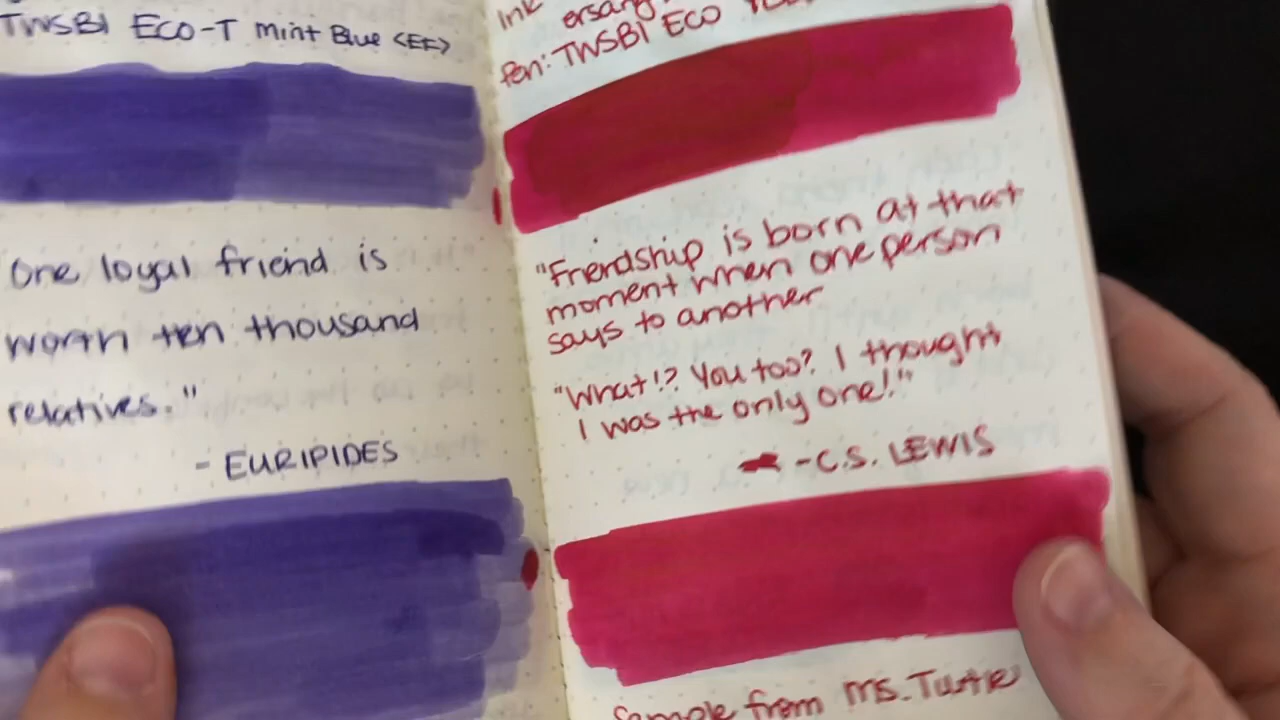 TWSBI ECO-T Mint Blue <EF>
One loyal friend is
worth ten thousand
relatives."
- EURIPIDES
Ink
Pen: TWSBI ECO
"Friendship is born at that
moment when one person
says to another
"What!? You too? I thought
I was the only one!"
-C.S. LEWIS
Sample from Ms. Turtle